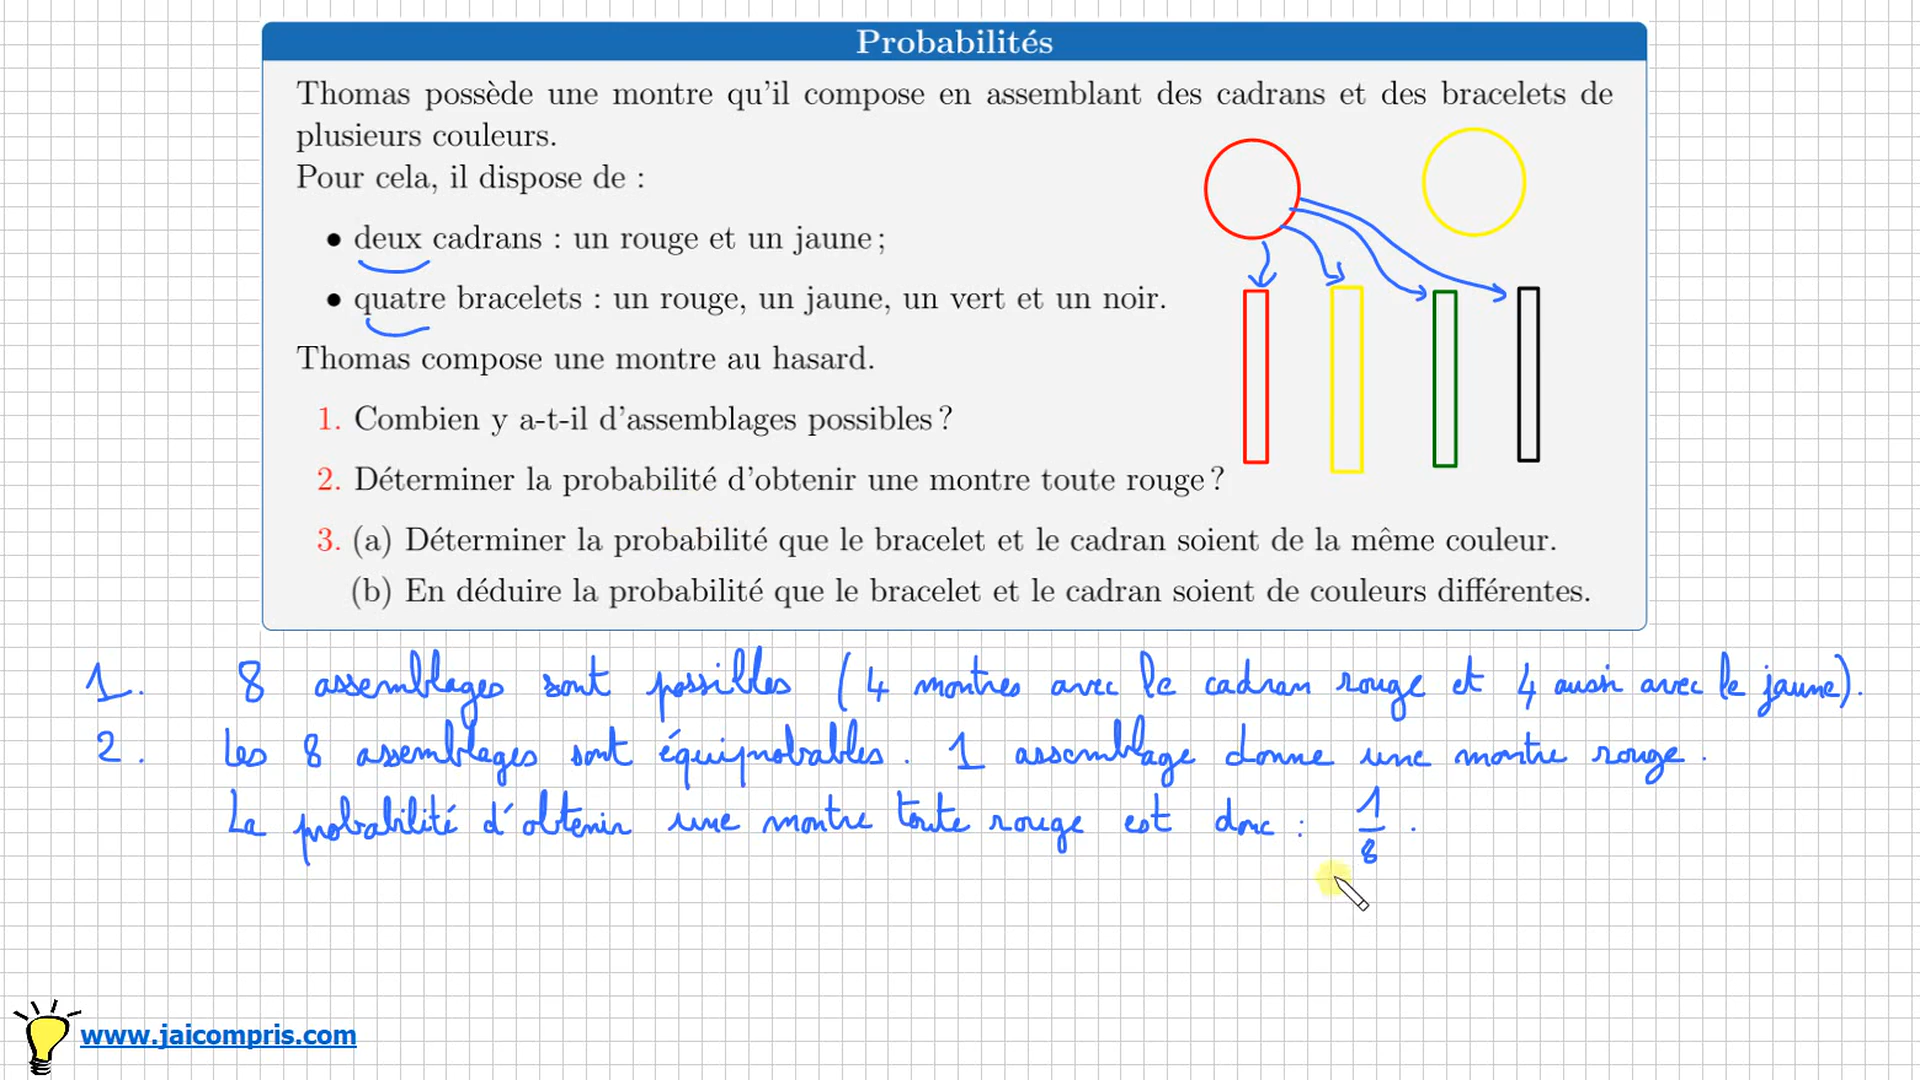 Probabilités
Thomas possède une montre qu'il compose en assemblant des cadrans et des bracelets de
plusieurs couleurs.
Pour cela, il dispose de :
• deux cadrans : un rouge et un jaune ;
• quatre bracelets : un rouge, un jaune, un vert et un noir.
Thomas compose une montre au hasard.
1. Combien y a-t-il d'assemblages possibles ?
2. Déterminer la probabilité d'obtenir une montre toute rouge ?
3. (a) Déterminer la probabilité que le bracelet et le cadran soient de la même couleur.
(b) En déduire la probabilité que le bracelet et le cadran soient de couleurs différentes.
1. 8 assemblages sont possibles (4 montres avec le cadran rouge et 4 aussi avec le jaune).
2. Les 8 assemblages sont équiprobables. 1 assemblage donne une montre rouge.
La probabilité d'obtenir une montre toute rouge est donc : 1/8.
www.jaicompris.com